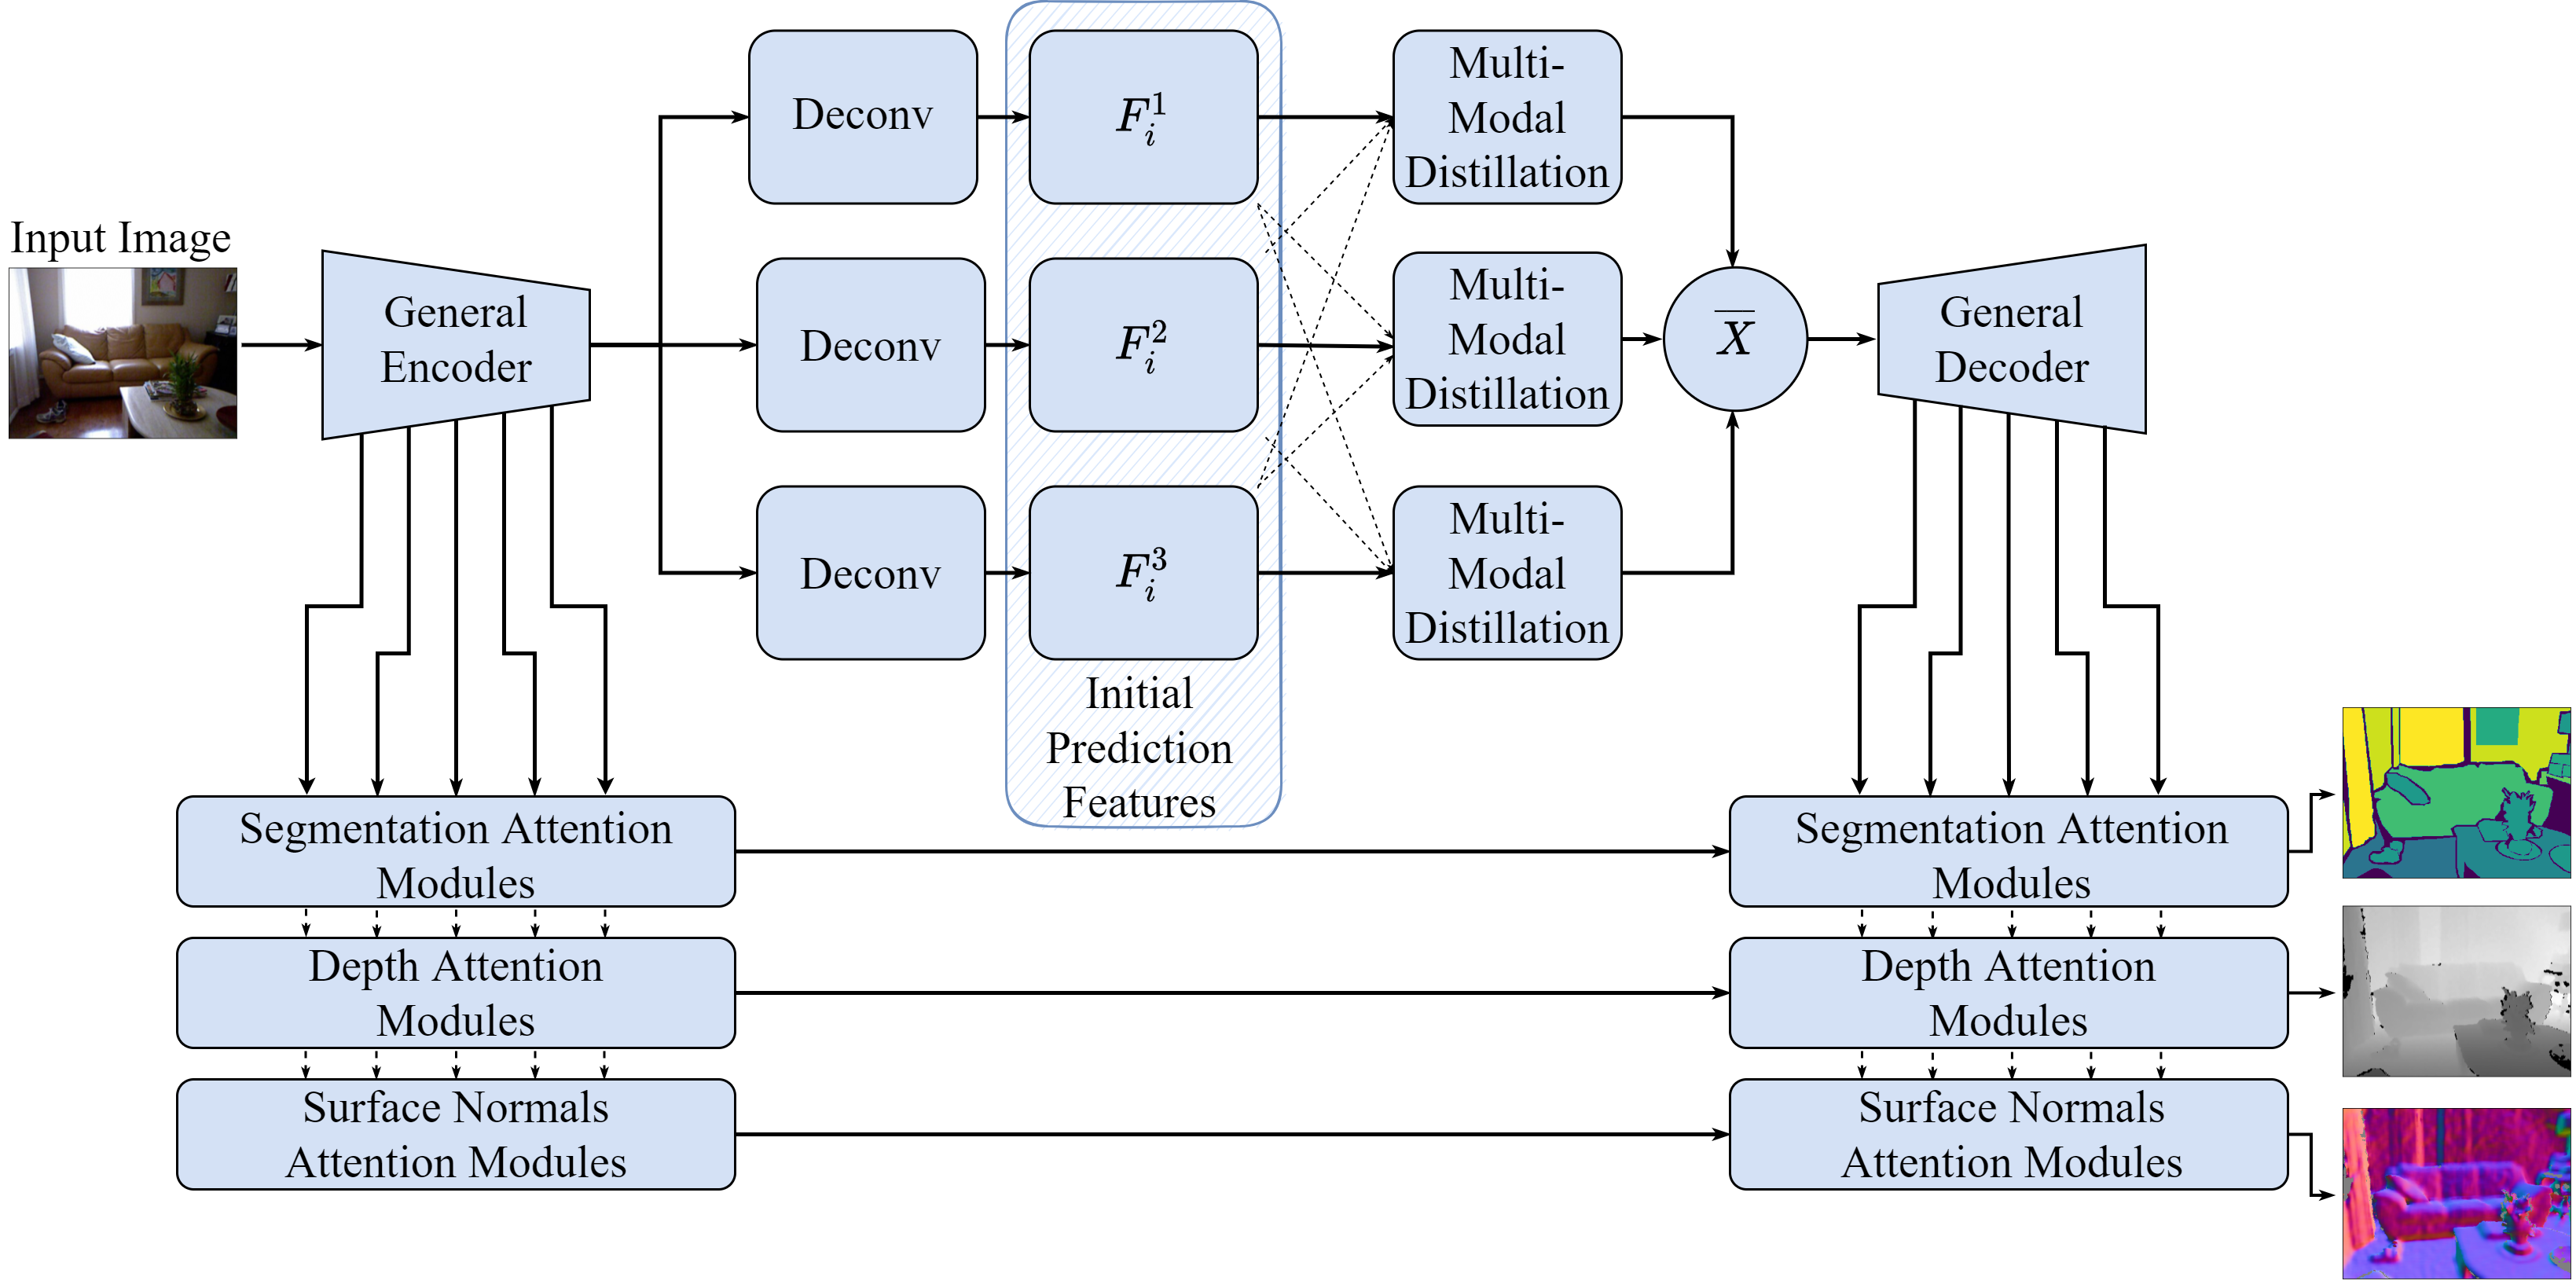 Input Image
General
Encoder
Deconv
Deconv
Deconv
F_i^1
F_i^2
F_i^3
Initial
Prediction
Features
Multi-
Modal
Distillation
Multi-
Modal
Distillation
Multi-
Modal
Distillation
X̅
General
Decoder
Segmentation Attention
Modules
Depth Attention
Modules
Surface Normals
Attention Modules
Segmentation Attention
Modules
Depth Attention
Modules
Surface Normals
Attention Modules